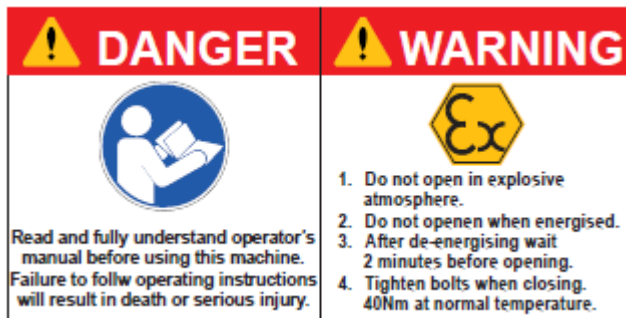 DANGER
Read and fully understand operator's
manual before using this machine.
Failure to follw operating instructions
will result in death or serious injury.
WARNING
Ex
1. Do not open in explosive
atmosphere.
2. Do not openen when energised.
3. After de-energising wait
2 minutes before opening.
4. Tighten bolts when closing.
40Nm at normal temperature.